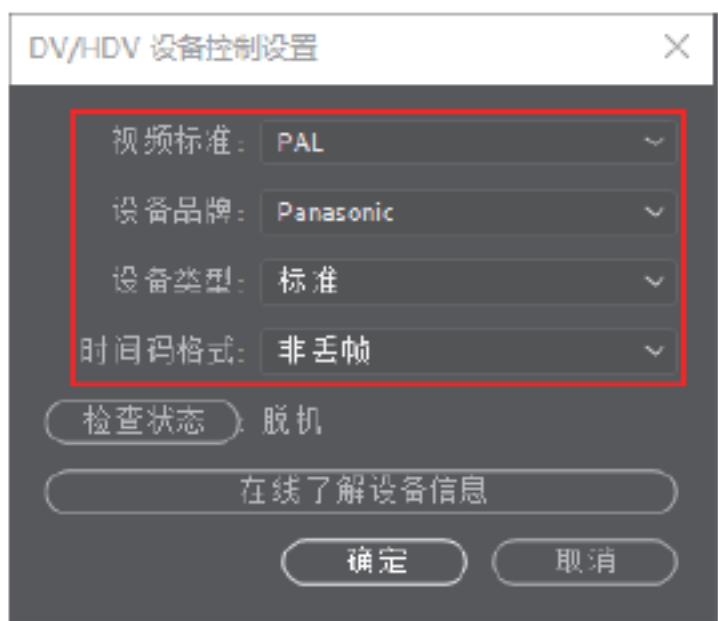 DV/HDV 设备控制设置
视频标准: PAL
设备品牌: Panasonic
设备类型: 标准
时间码格式: 非丢帧
检查状态 : 脱机
在线了解设备信息
确定 取消